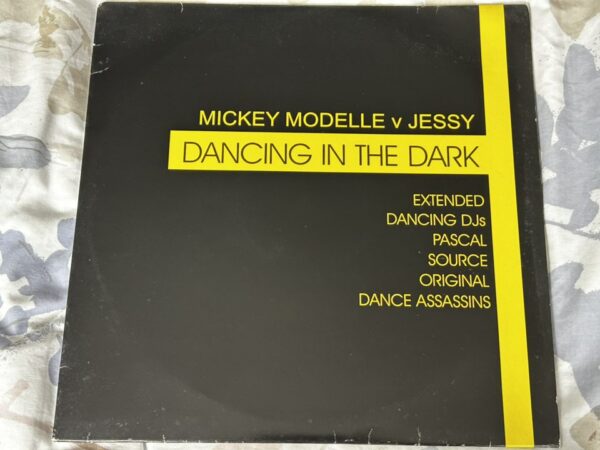 MICKEY MODELLE v JESSY
DANCING IN THE DARK
EXTENDED
DANCING DJs
PASCAL
SOURCE
ORIGINAL
DANCE ASSASSINS